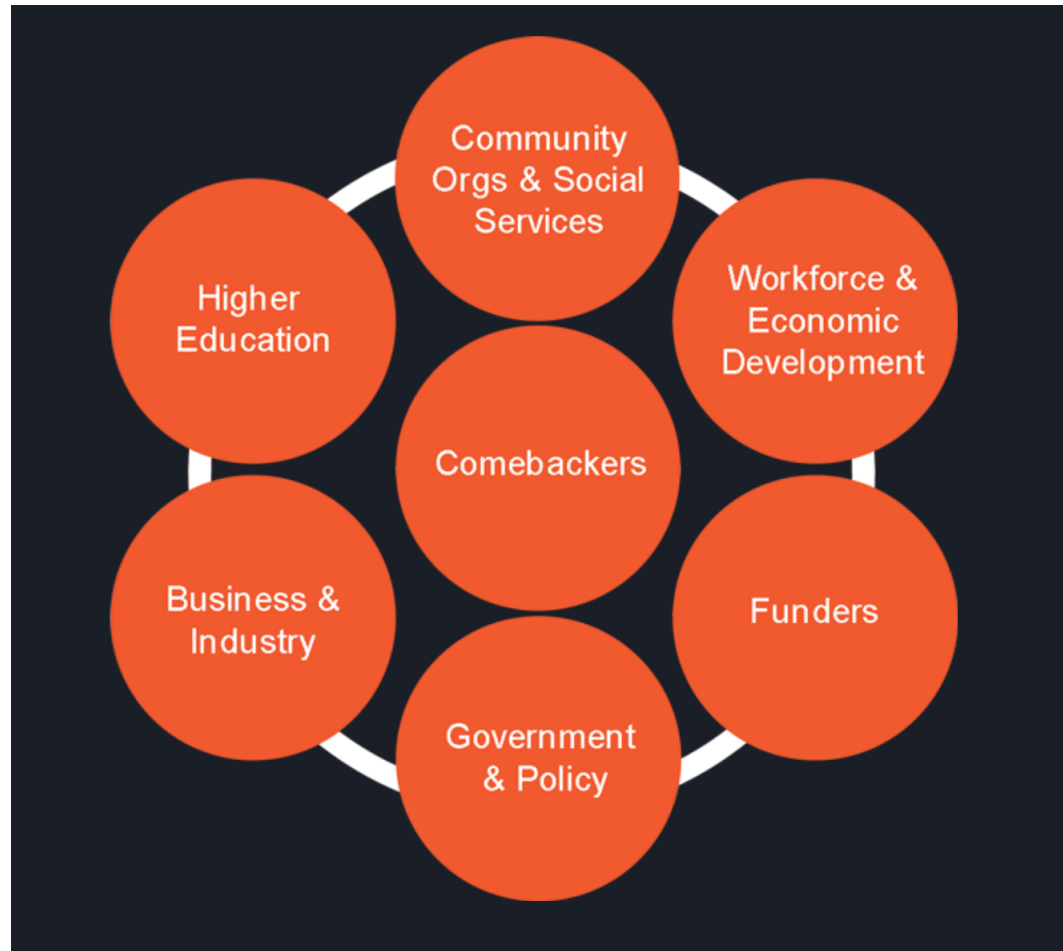 Community
Orgs & Social
Services
Workforce &
Economic
Development
Higher
Education
Comebackers
Business &
Industry
Funders
Government
& Policy